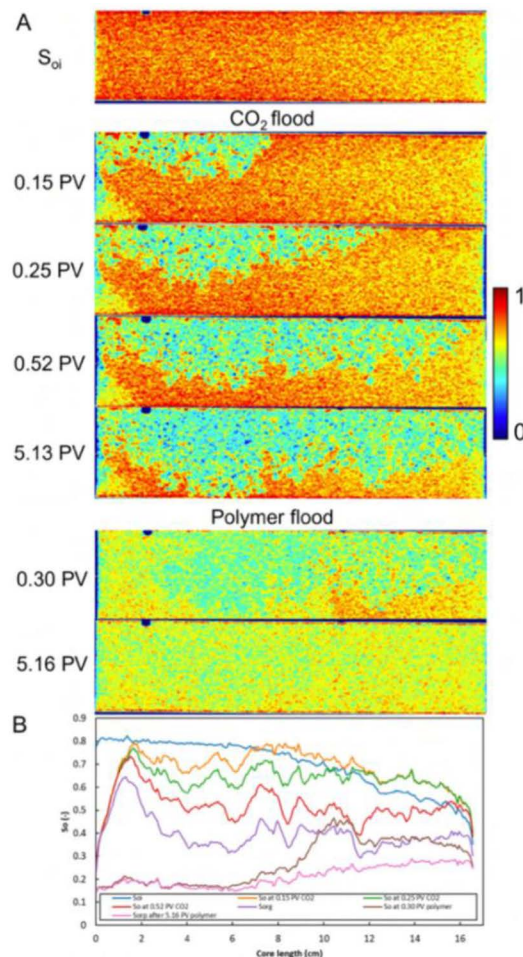 A
Soi
CO2 flood
0.15 PV
0.25 PV
0.52 PV
5.13 PV
1
0
Polymer flood
0.30 PV
5.16 PV
B
0.9
0.8
0.7
0.6
0.5
0.4
0.3
0.2
0.1
0
So (-)
Soi
So at 0.15 PV CO2
So at 0.25 PV CO2
So at 0.52 PV CO2
Sorg
So at 0.30 PV polymer
Sorp after 5.16 PV polymer
0 2 4 6 8 10 12 14 16
Core length (cm)